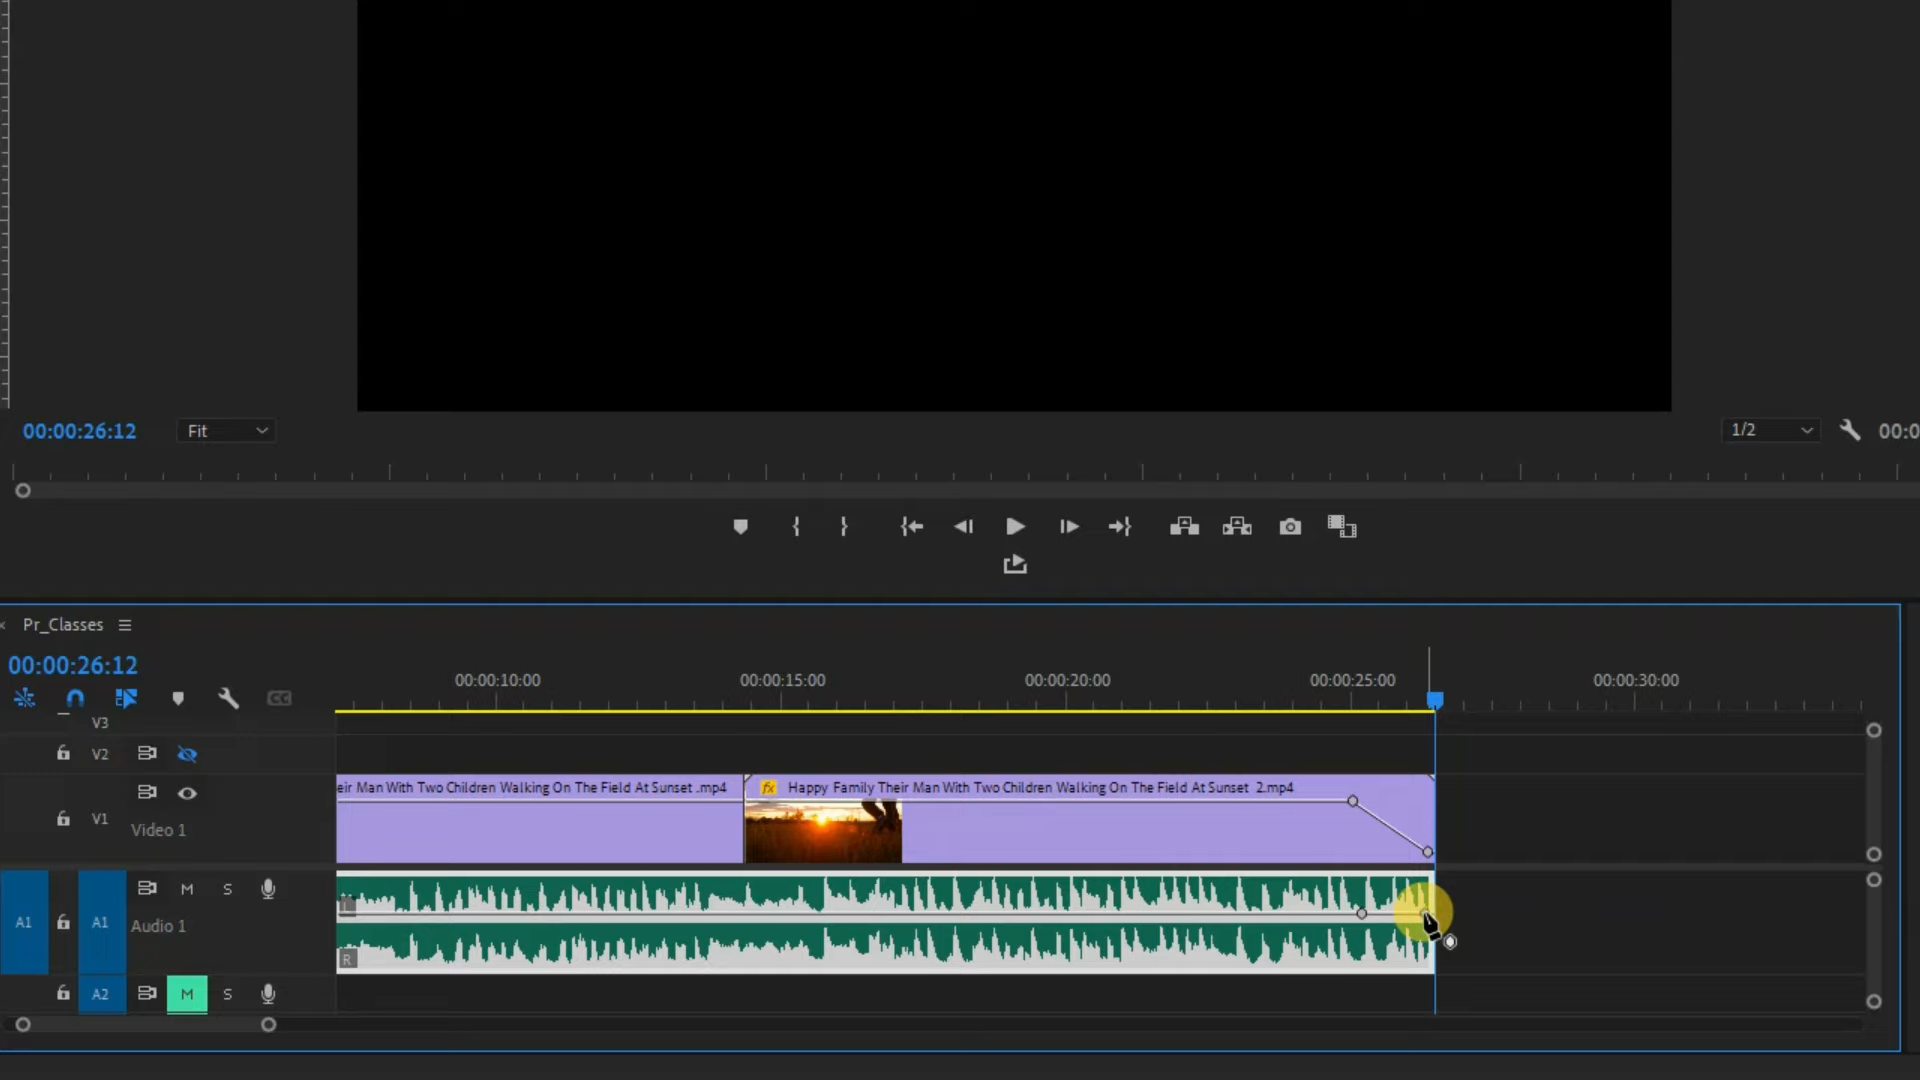 00:00:26:12
Fit
1/2
00:0
Pr_Classes
00:00:26:12
00:00:10:00
00:00:15:00
00:00:20:00
00:00:25:00
00:00:30:00
CC
V3
V2
eir Man With Two Children Walking On The Field At Sunset .mp4
fx Happy Family Their Man With Two Children Walking On The Field At Sunset 2.mp4
V1
Video 1
M S
A1
A1
Audio 1
L
R
A2
M
S